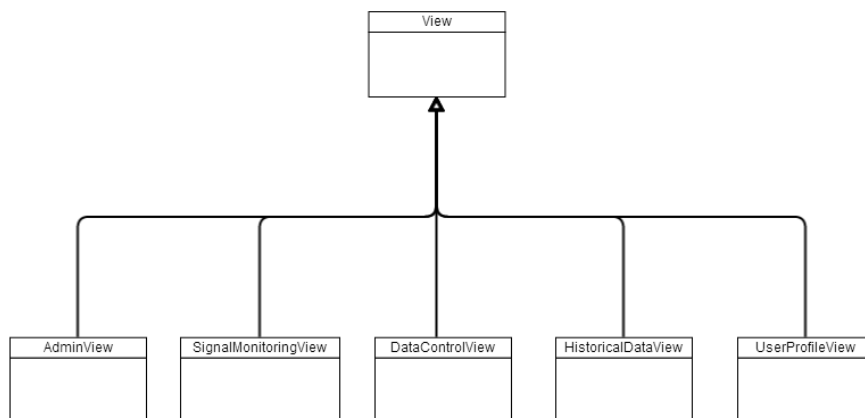 View
AdminView
SignalMonitoringView
DataControlView
HistoricalDataView
UserProfileView